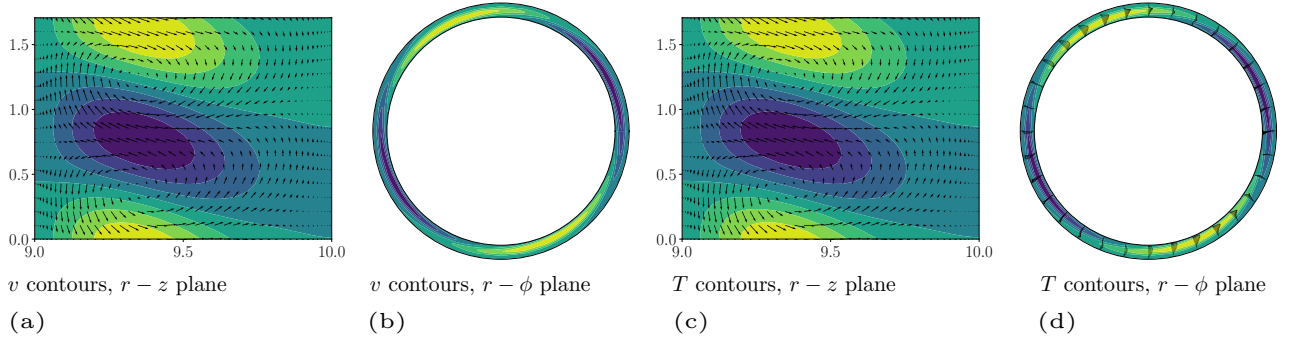 1.5
1.0
0.5
0.0
9.0 9.5 10.0
1.5
1.0
0.5
0.0
9.0 9.5 10.0
v contours, r − z plane
v contours, r − ϕ plane
T contours, r − z plane
T contours, r − ϕ plane
(a)
(b)
(c)
(d)